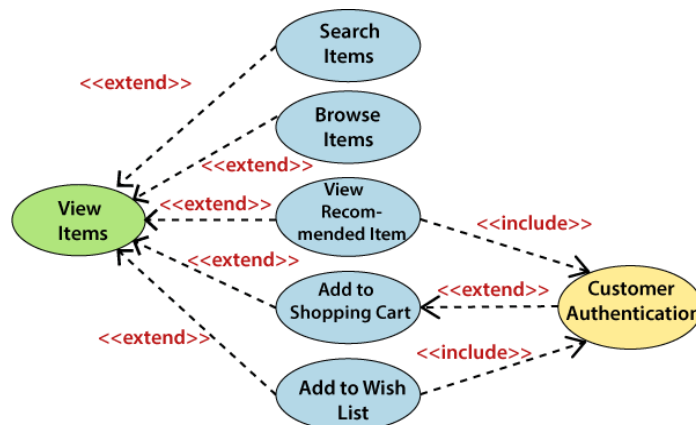 Search
Items
<<extend>>
Browse
Items
<<extend>>
View
Recom-
mended Item
<<extend>>
View
Items
<<include>>
<<extend>>
Add to
Shopping Cart
<<extend>>
Customer
Authentication
<<extend>>
<<include>>
Add to Wish
List